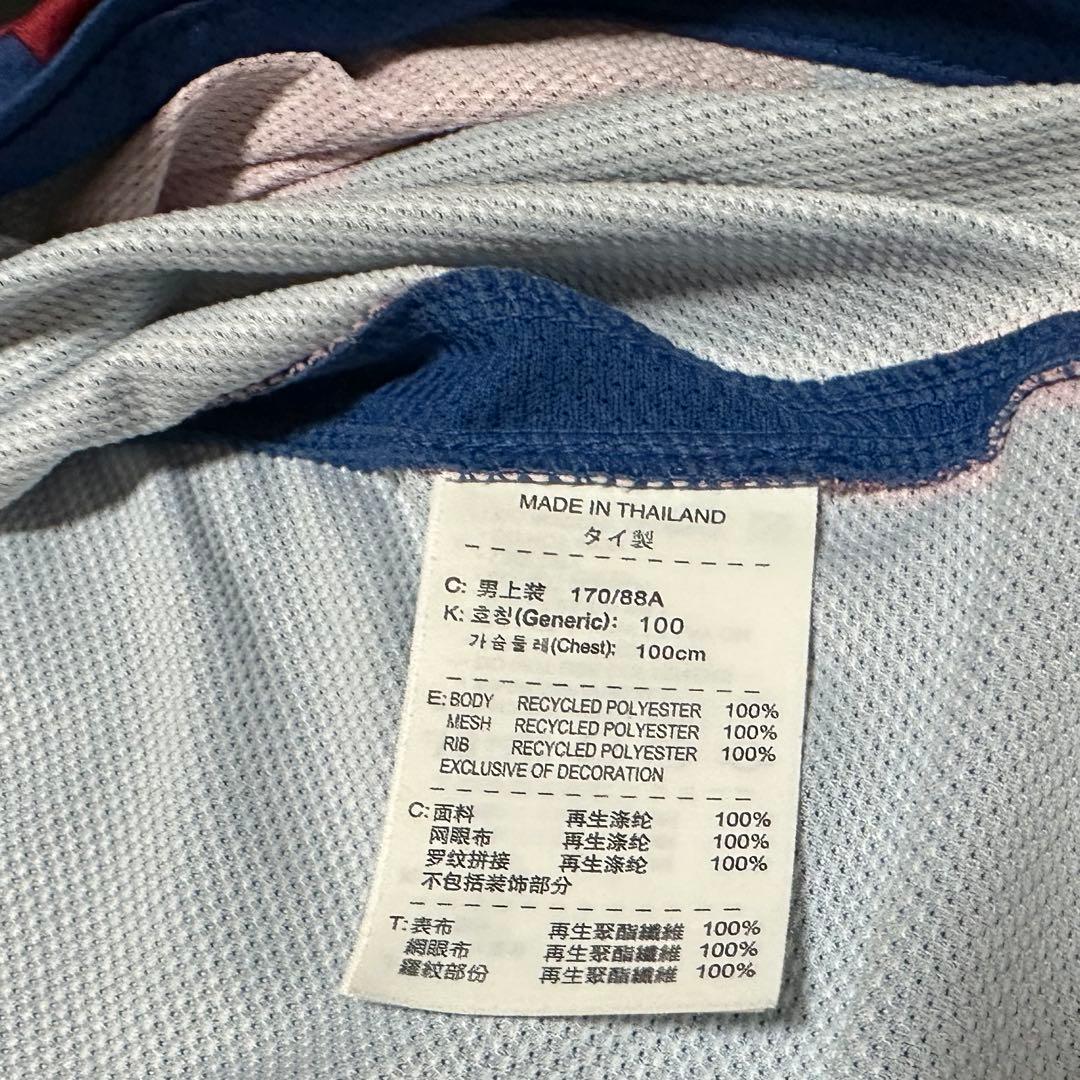 MADE IN THAILAND
タイ製
C: 男上装 170/88A
K: 호칭(Generic): 100
가슴둘레(Chest): 100cm
E: BODY RECYCLED POLYESTER 100%
MESH RECYCLED POLYESTER 100%
RIB RECYCLED POLYESTER 100%
EXCLUSIVE OF DECORATION
C: 面料 再生涤纶 100%
网眼布 再生涤纶 100%
罗纹拼接 再生涤纶 100%
不包括装饰部分
T: 表布 再生聚酯纖維 100%
網眼布 再生聚酯纖維 100%
羅紋部份 再生聚酯纖維 100%